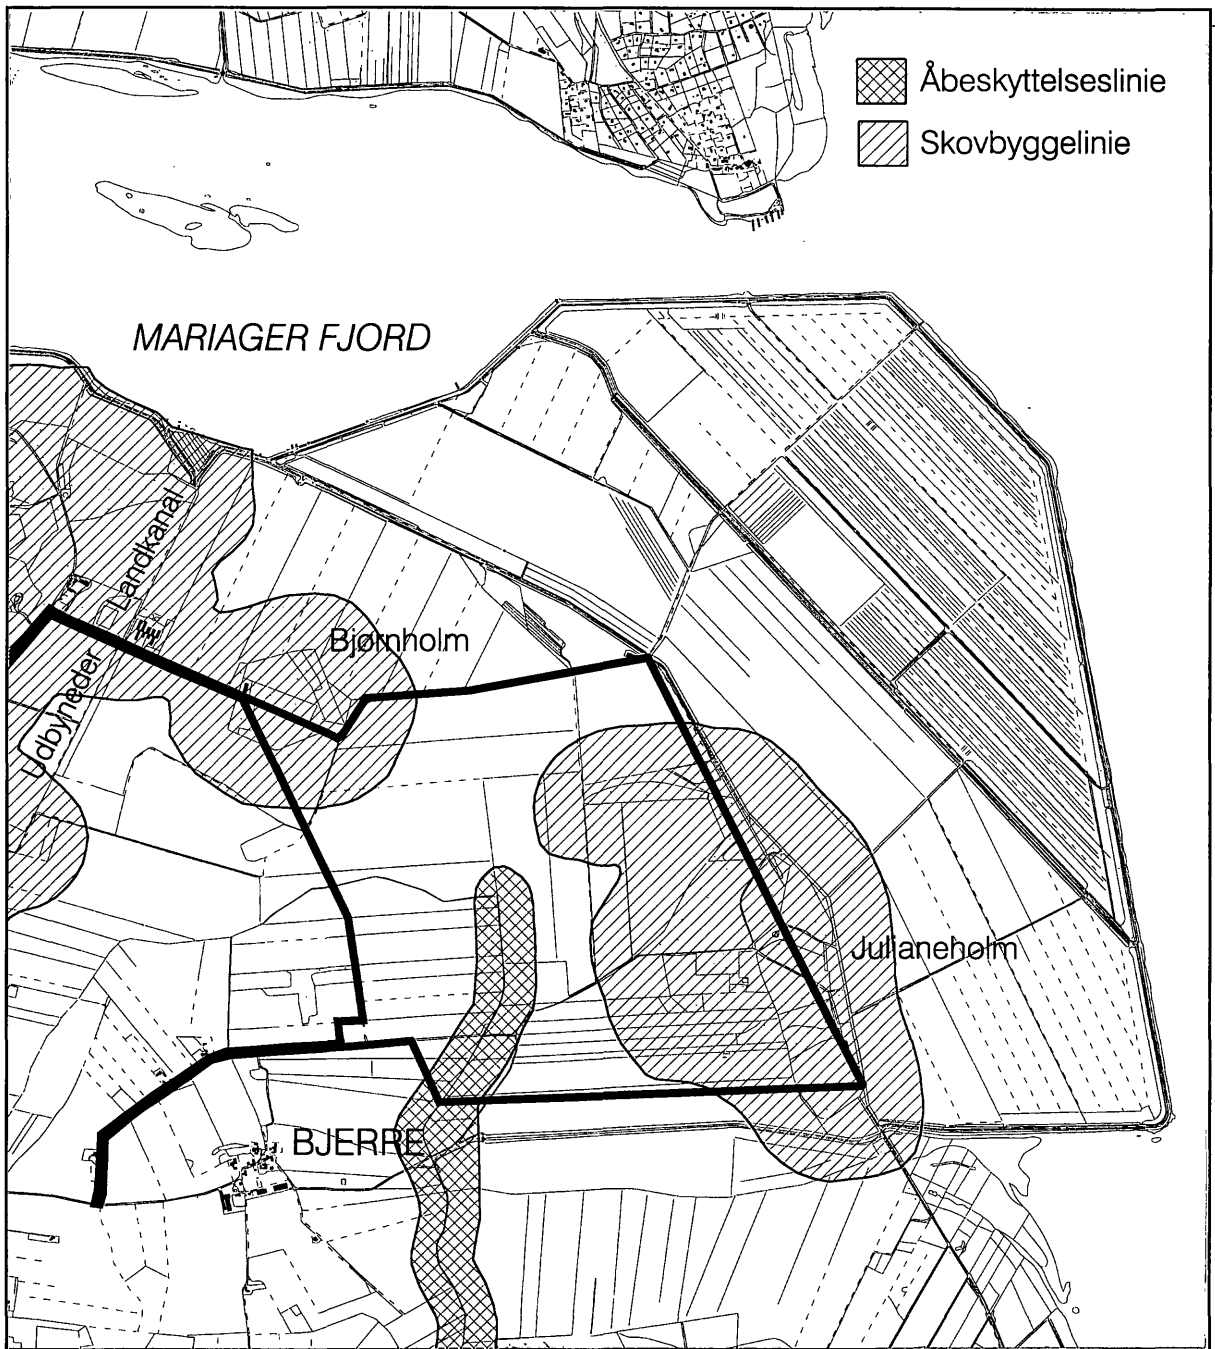 Åbeskyttelseslinie
Skovbyggelinie
MARIAGER FJORD
Landkanal
Udbyneder
Bjørnholm
Julianeholm
BJERRE